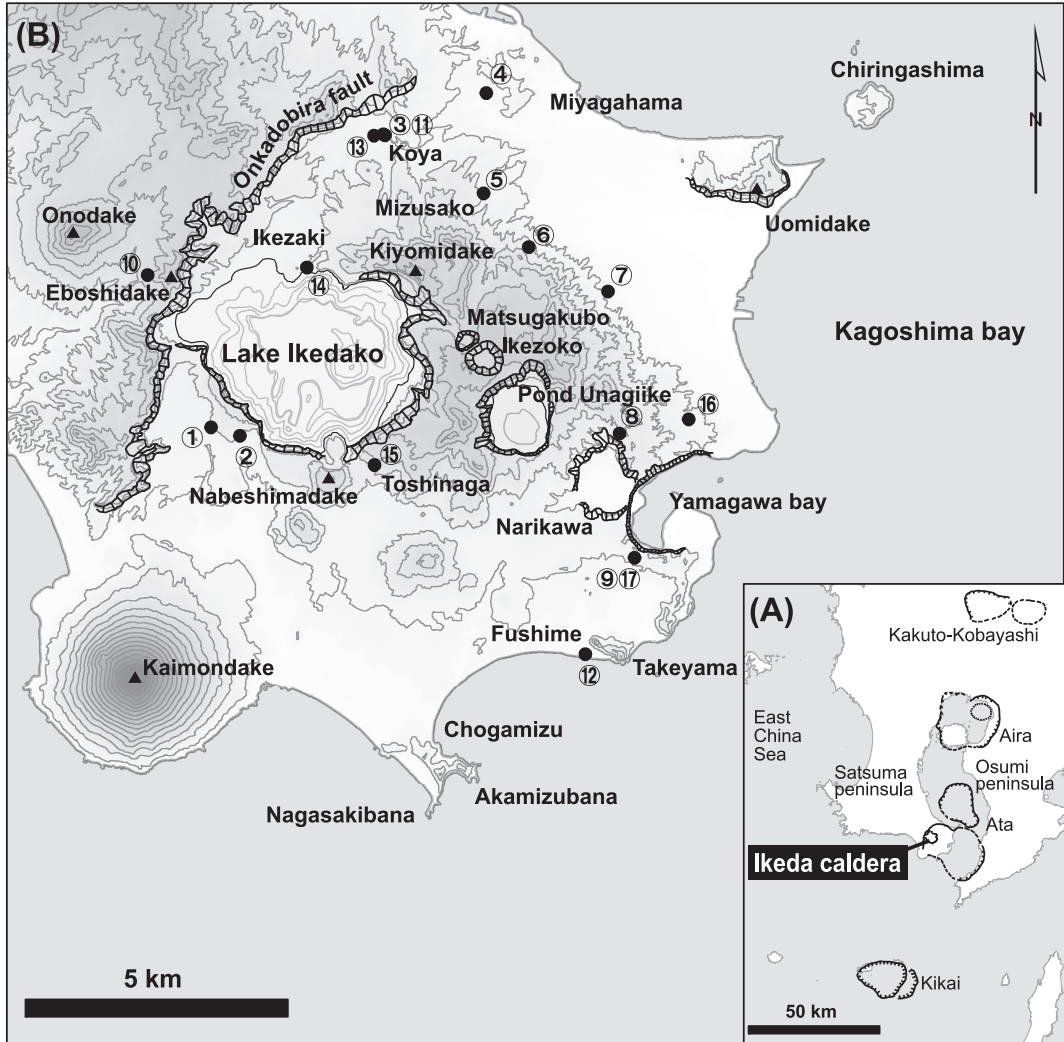 (B)
④
Miyagahama
Chiringashima
N
Onkadobira fault
③ ⑪
⑬
Koya
⑤
Mizusako
Uomidake
Onodake
Ikezaki
Kiyomidake
⑥
⑩
Eboshidake
⑭
⑦
Matsugakubo
Ikezoko
Kagoshima bay
Lake Ikedako
Pond Unagiike
⑧
⑯
①
②
⑮
Toshinaga
Nabeshimadake
Narikawa
Yamagawa bay
⑨ ⑰
Fushime
⑫
Takeyama
Kaimondake
Chogamizu
Akamizubana
Nagasakibana
5 km
(A)
Kakuto-Kobayashi
East
China
Sea
Aira
Satsuma
peninsula
Osumi
peninsula
Ata
Ikeda caldera
Kikai
50 km